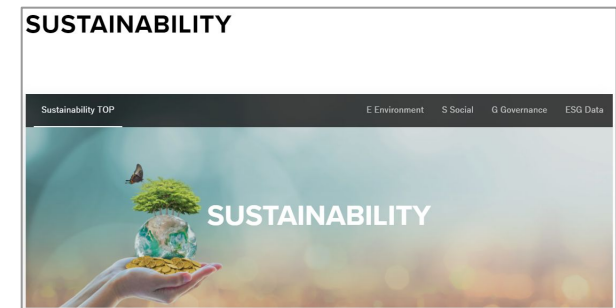 SUSTAINABILITY
Sustainability TOP E Environment S Social G Governance ESG Data
SUSTAINABILITY